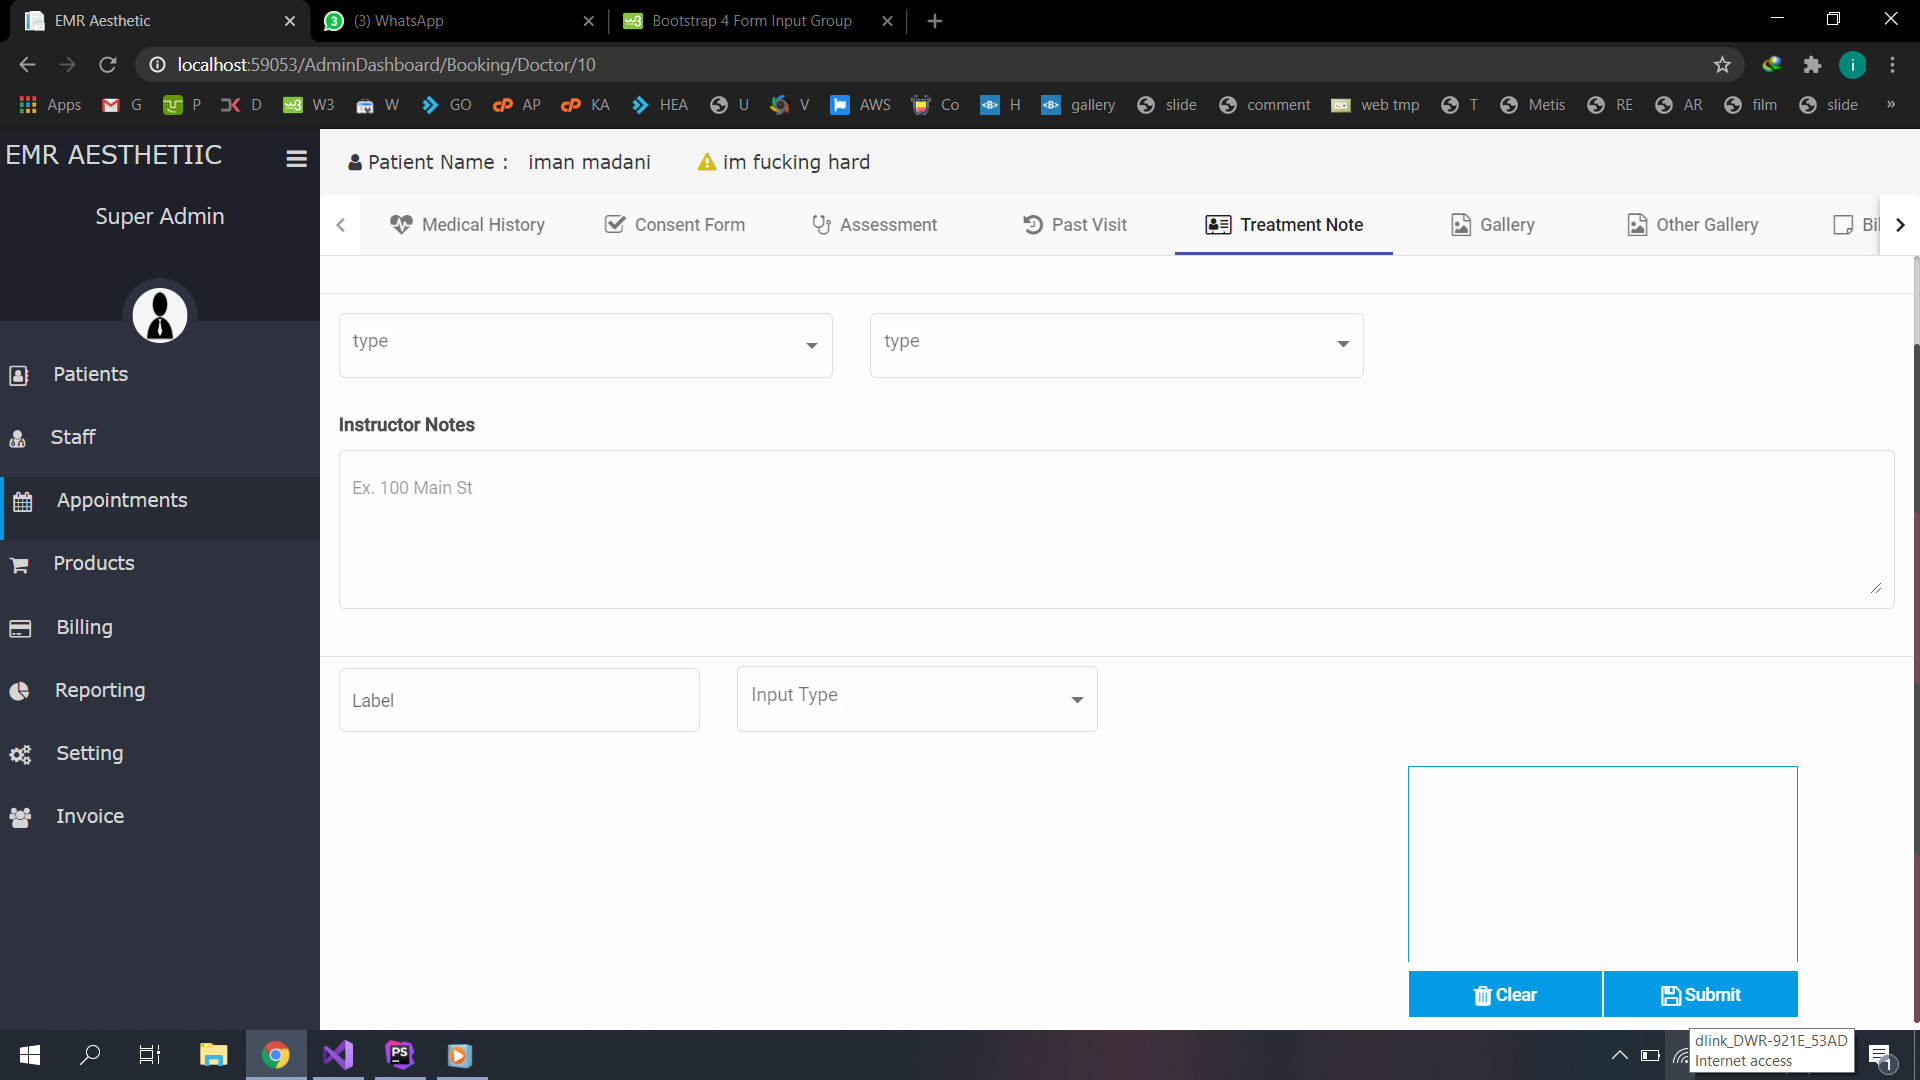 EMR Aesthetic
(3) WhatsApp
Bootstrap 4 Form Input Group
localhost:59053/AdminDashboard/Booking/Doctor/10
i
Apps G P D W3 W GO AP KA HEA U V AWS Co H gallery slide comment web tmp T Metis RE AR film slide »
EMR AESTHETIIC
Super Admin
Patients
Staff
Appointments
Products
Billing
Reporting
Setting
Invoice
Patient Name : iman madani im fucking hard
Medical History Consent Form Assessment Past Visit Treatment Note Gallery Other Gallery Bil
type type
Instructor Notes
Ex. 100 Main St
Label Input Type
Clear Submit
dlink_DWR-921E_53AD
Internet access
1